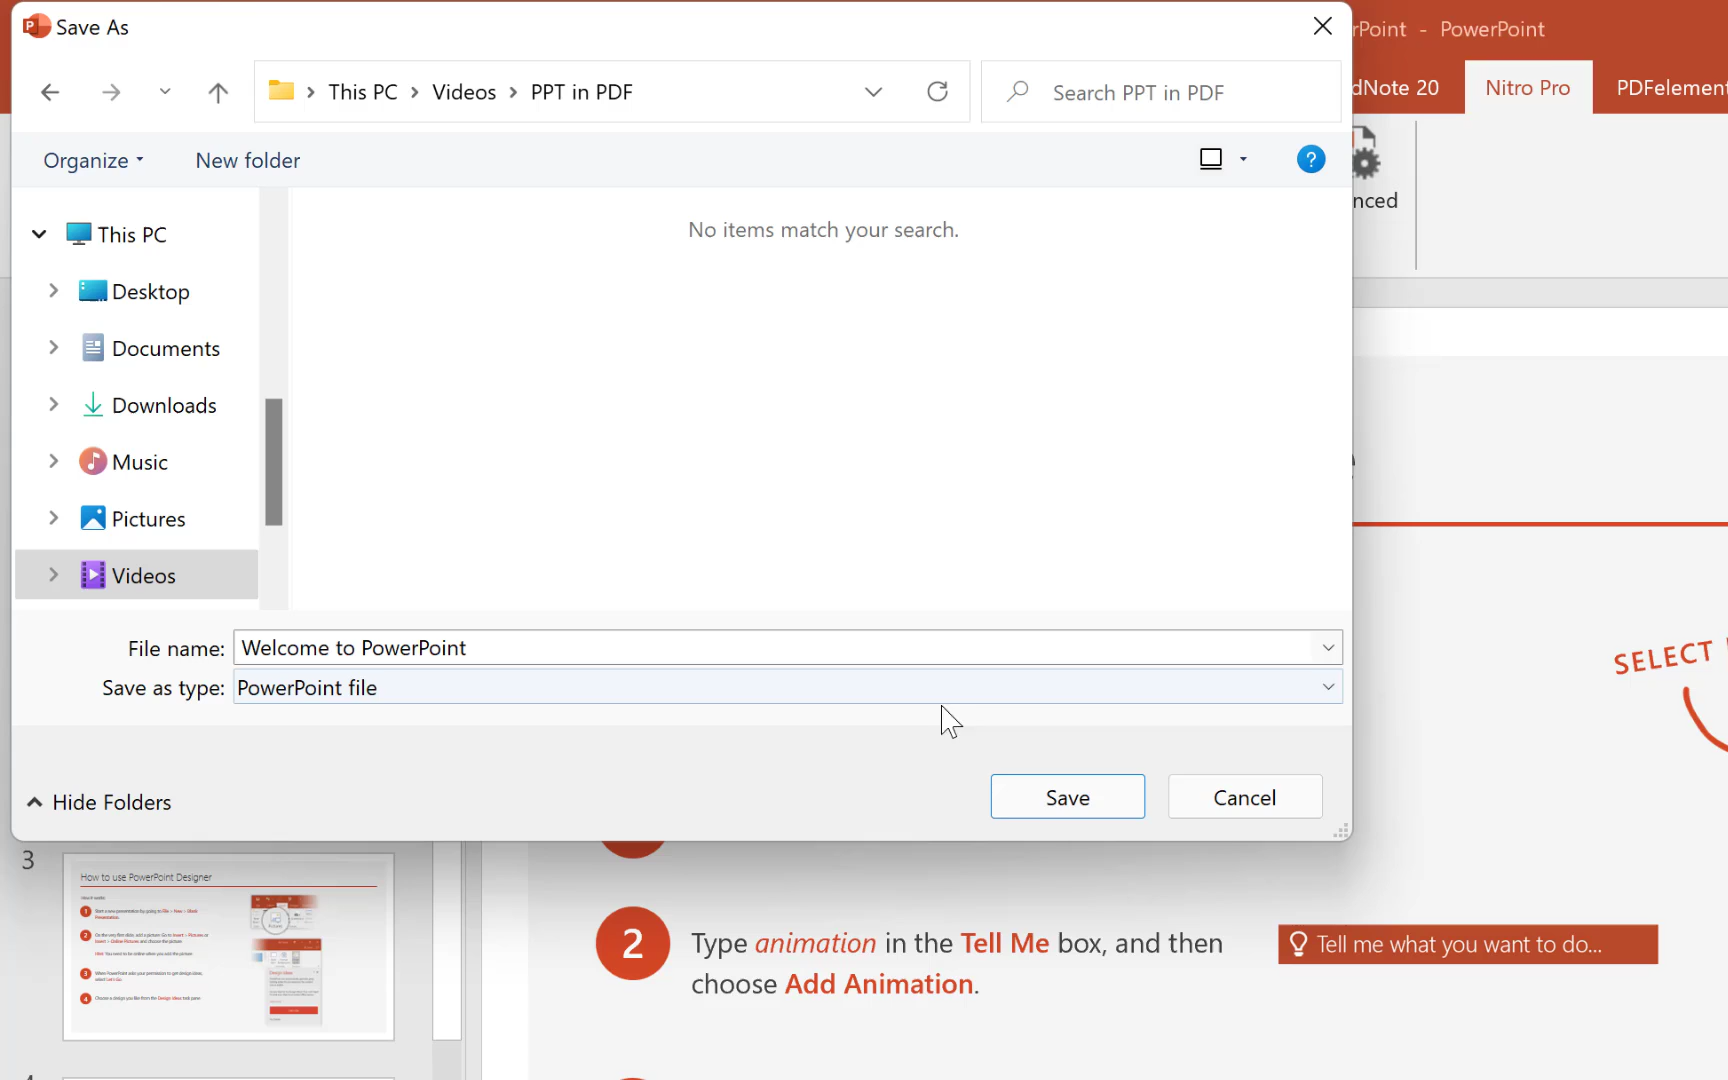 Save As
rPoint - PowerPoint
This PC > Videos > PPT in PDF
Search PPT in PDF
dNote 20
Nitro Pro
PDFelement
Organize
New folder
?
nced
This PC
No items match your search.
Desktop
Documents
Downloads
Music
Pictures
Videos
File name: Welcome to PowerPoint
Save as type: PowerPoint file
SELECT
Save
Cancel
Hide Folders
3
How to use PowerPoint Designer
2
Type animation in the Tell Me box, and then
choose Add Animation.
Tell me what you want to do...